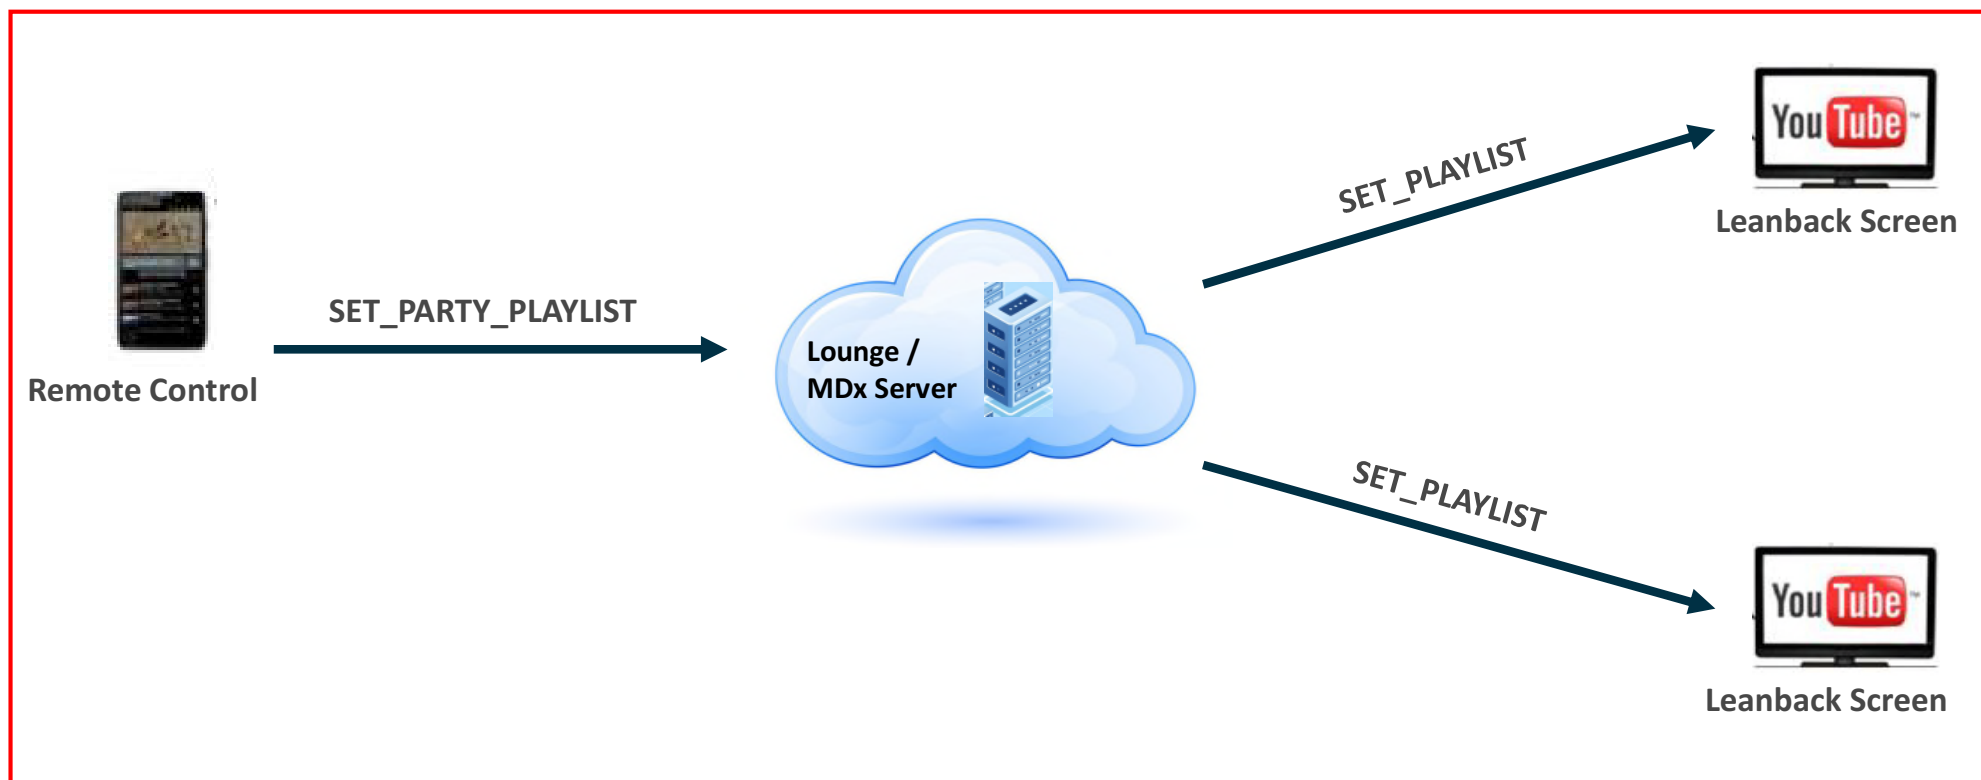 YouTube
SET_PLAYLIST
Leanback Screen
SET_PARTY_PLAYLIST
Remote Control
Lounge /
MDx Server
SET_PLAYLIST
YouTube
Leanback Screen